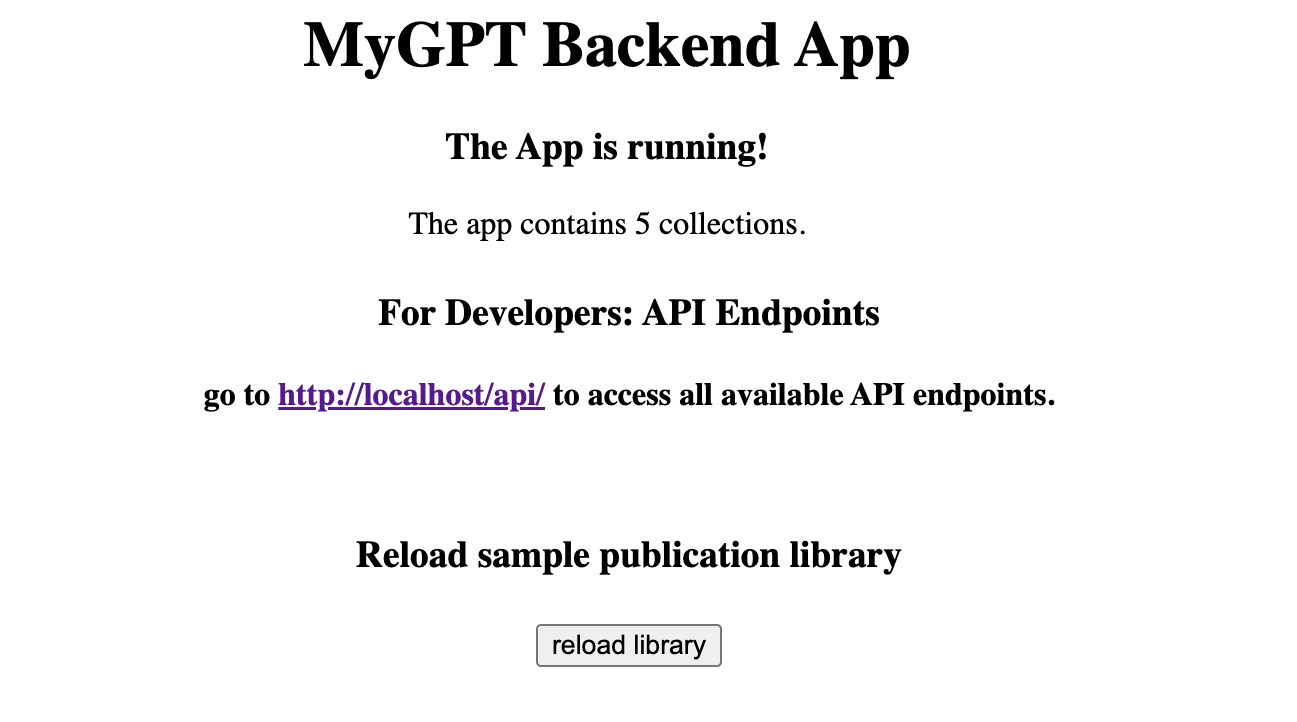 MyGPT Backend App
The App is running!
The app contains 5 collections.
For Developers: API Endpoints
go to http://localhost/api/ to access all available API endpoints.
Reload sample publication library
reload library